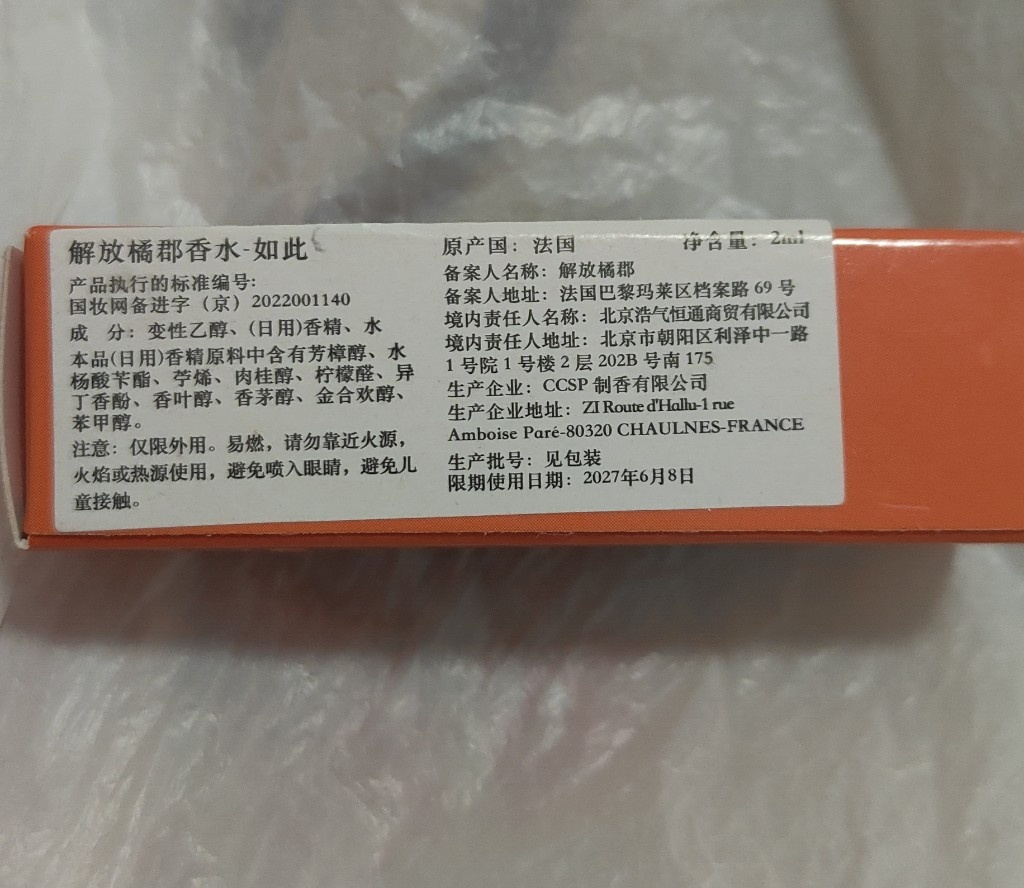 解放橘郡香水-如此
产品执行的标准编号:
国妆网备进字（京）2022001140
成 分: 变性乙醇、(日用)香精、水
本品(日用)香精原料中含有芳樟醇、水
杨酸苄酯、苧烯、肉桂醇、柠檬醛、异
丁香酚、香叶醇、香茅醇、金合欢醇、
苯甲醇。
注意: 仅限外用。易燃，请勿靠近火源，
火焰或热源使用，避免喷入眼睛，避免儿
童接触。
原产国: 法国 净含量: 2ml
备案人名称: 解放橘郡
备案人地址: 法国巴黎玛莱区档案路 69 号
境内责任人名称: 北京浩气恒通商贸有限公司
境内责任人地址: 北京市朝阳区利泽中一路
1 号院 1 号楼 2 层 202B 号南 175
生产企业: CCSP 制香有限公司
生产企业地址: ZI Route d'Hallu-1 rue
Amboise Paré-80320 CHAULNES-FRANCE
生产批号: 见包装
限期使用日期: 2027年6月8日